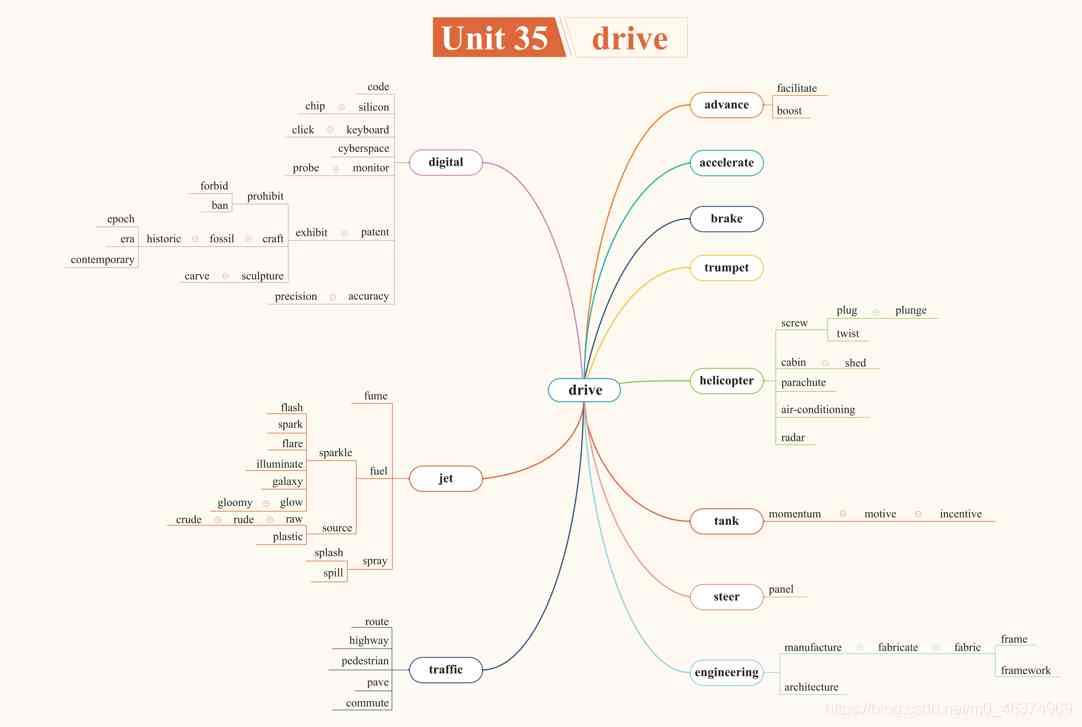 Unit 35 drive
drive
advance
facilitate
boost
accelerate
brake
trumpet
helicopter
screw
plug
plunge
twist
cabin
shed
parachute
air-conditioning
radar
tank
momentum
motive
incentive
steer
panel
engineering
manufacture
fabricate
fabric
frame
framework
architecture
digital
code
silicon
chip
keyboard
click
cyberspace
monitor
probe
patent
exhibit
prohibit
forbid
ban
craft
fossil
historic
epoch
era
contemporary
sculpture
carve
accuracy
precision
jet
fume
fuel
sparkle
flash
spark
flare
illuminate
galaxy
glow
gloomy
source
raw
rude
crude
plastic
spray
splash
spill
traffic
route
highway
pedestrian
pave
commute
https://blog.csdn.net/m0_46374969